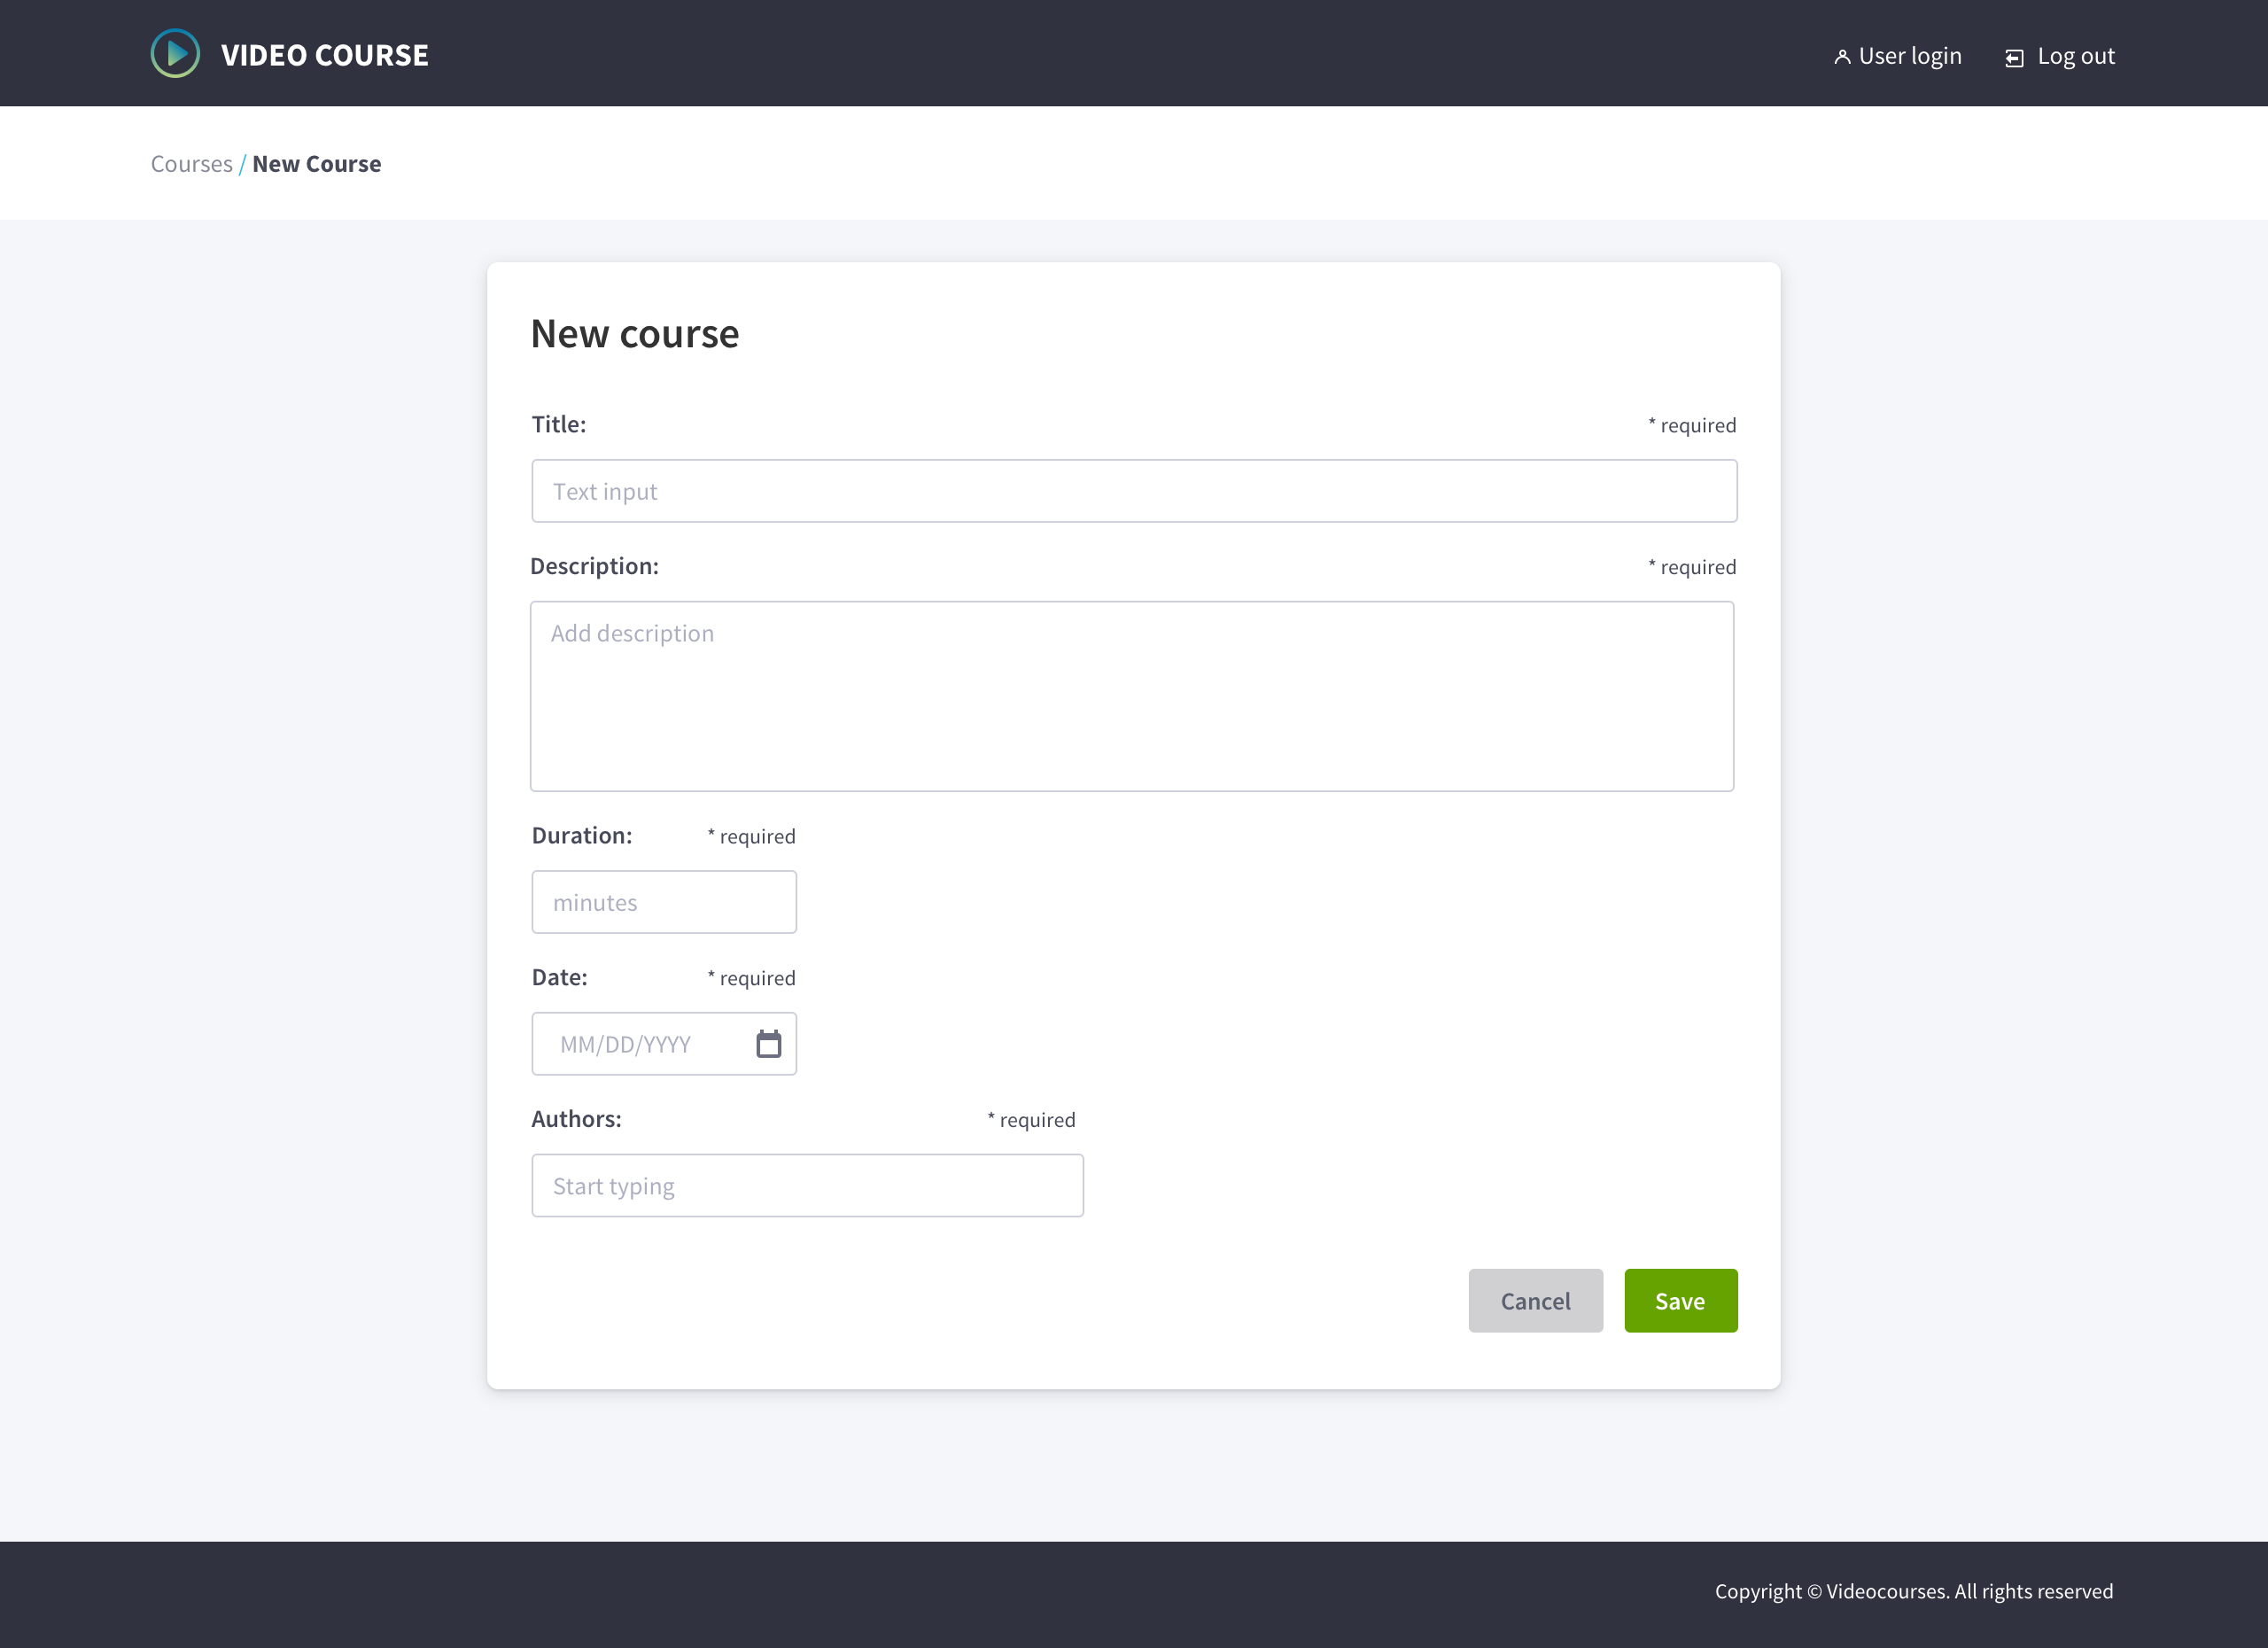 VIDEO COURSE
User login
Log out
Courses / New Course
New course
Title: * required
Text input
Description: * required
Add description
Duration: * required
minutes
Date: * required
MM/DD/YYYY
Authors: * required
Start typing
Cancel
Save
Copyright © Videocourses. All rights reserved